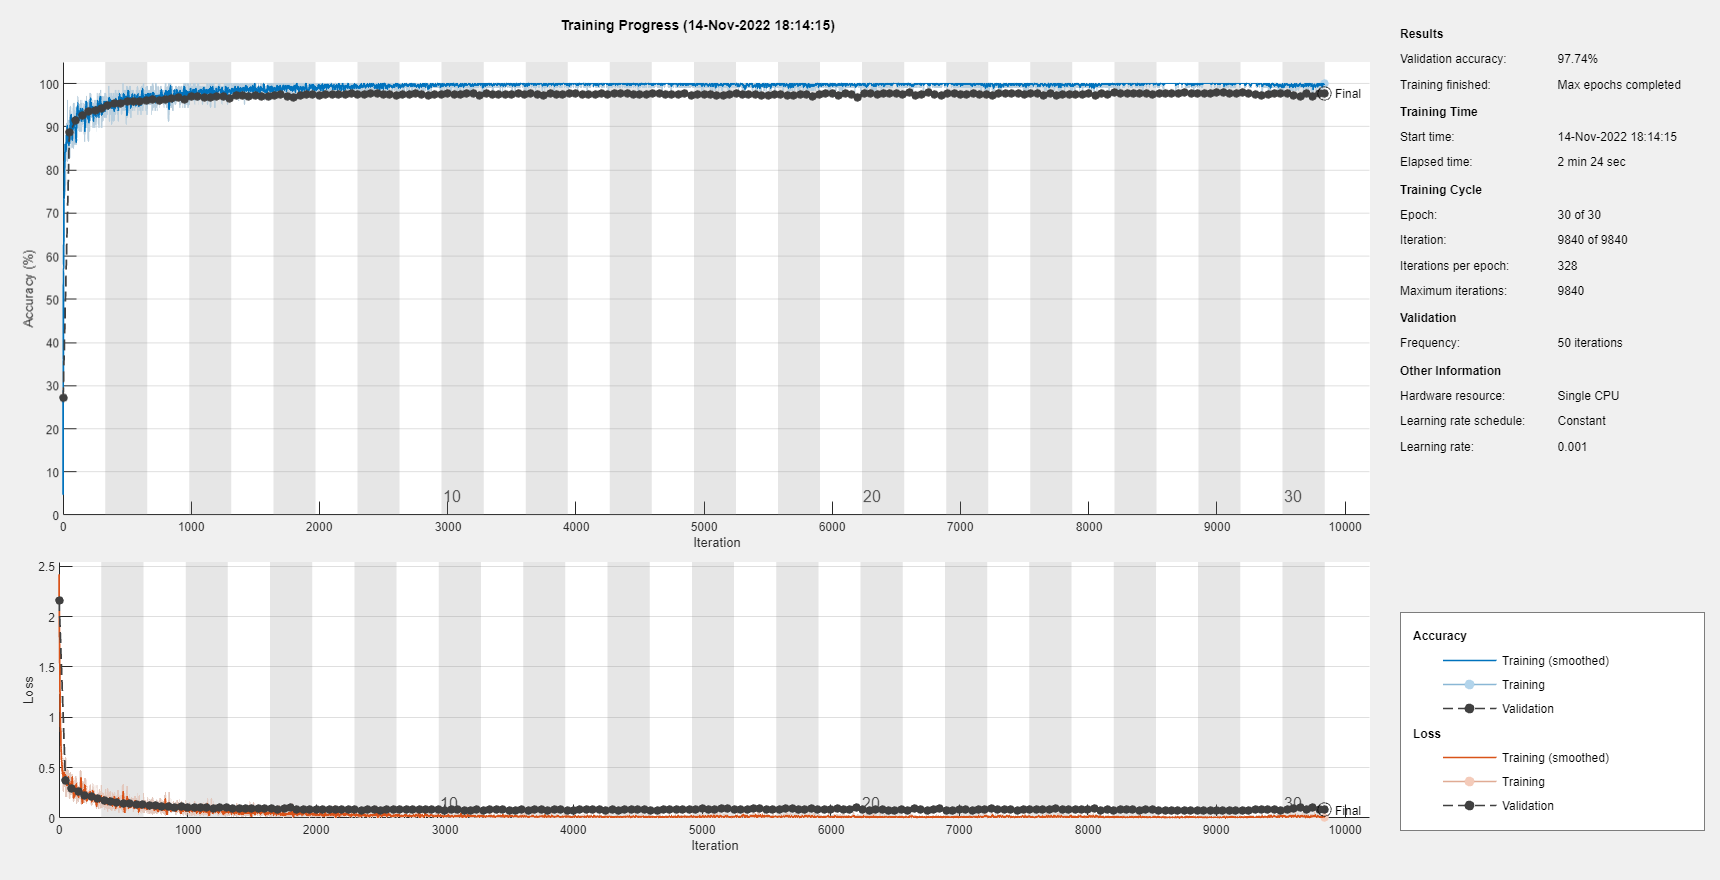 Training Progress (14-Nov-2022 18:14:15)
100
90
80
70
60
50
40
30
20
10
0
Accuracy (%)
Final
10
20
30
0
1000
2000
3000
4000
5000
6000
7000
8000
9000
10000
Iteration
2.5
2
1.5
1
0.5
0
Loss
10
20
30
Final
0
1000
2000
3000
4000
5000
6000
7000
8000
9000
10000
Iteration
Results
Validation accuracy: 97.74%
Training finished: Max epochs completed
Training Time
Start time: 14-Nov-2022 18:14:15
Elapsed time: 2 min 24 sec
Training Cycle
Epoch: 30 of 30
Iteration: 9840 of 9840
Iterations per epoch: 328
Maximum iterations: 9840
Validation
Frequency: 50 iterations
Other Information
Hardware resource: Single CPU
Learning rate schedule: Constant
Learning rate: 0.001
Accuracy
Training (smoothed)
Training
Validation
Loss
Training (smoothed)
Training
Validation